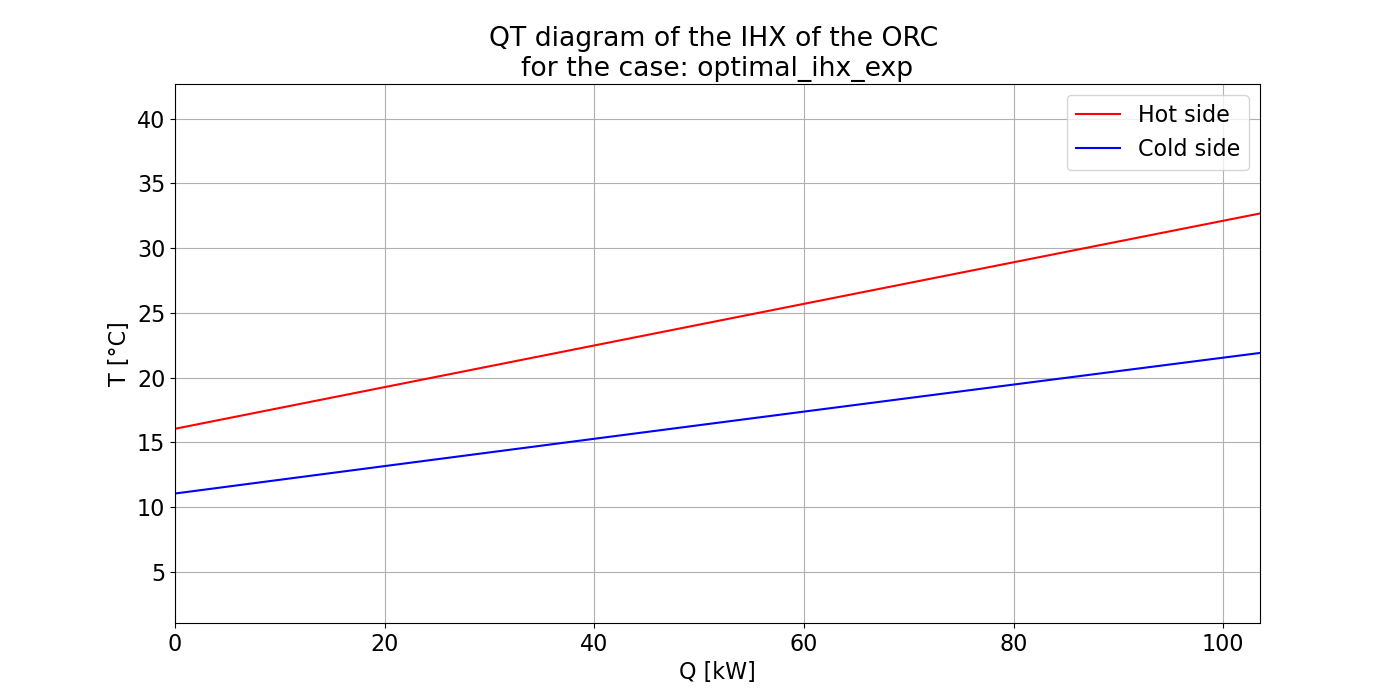 QT diagram of the IHX of the ORC
for the case: optimal_ihx_exp
Hot side
Cold side
T [°C]
40
35
30
25
20
15
10
5
0
20
40
60
80
100
Q [kW]